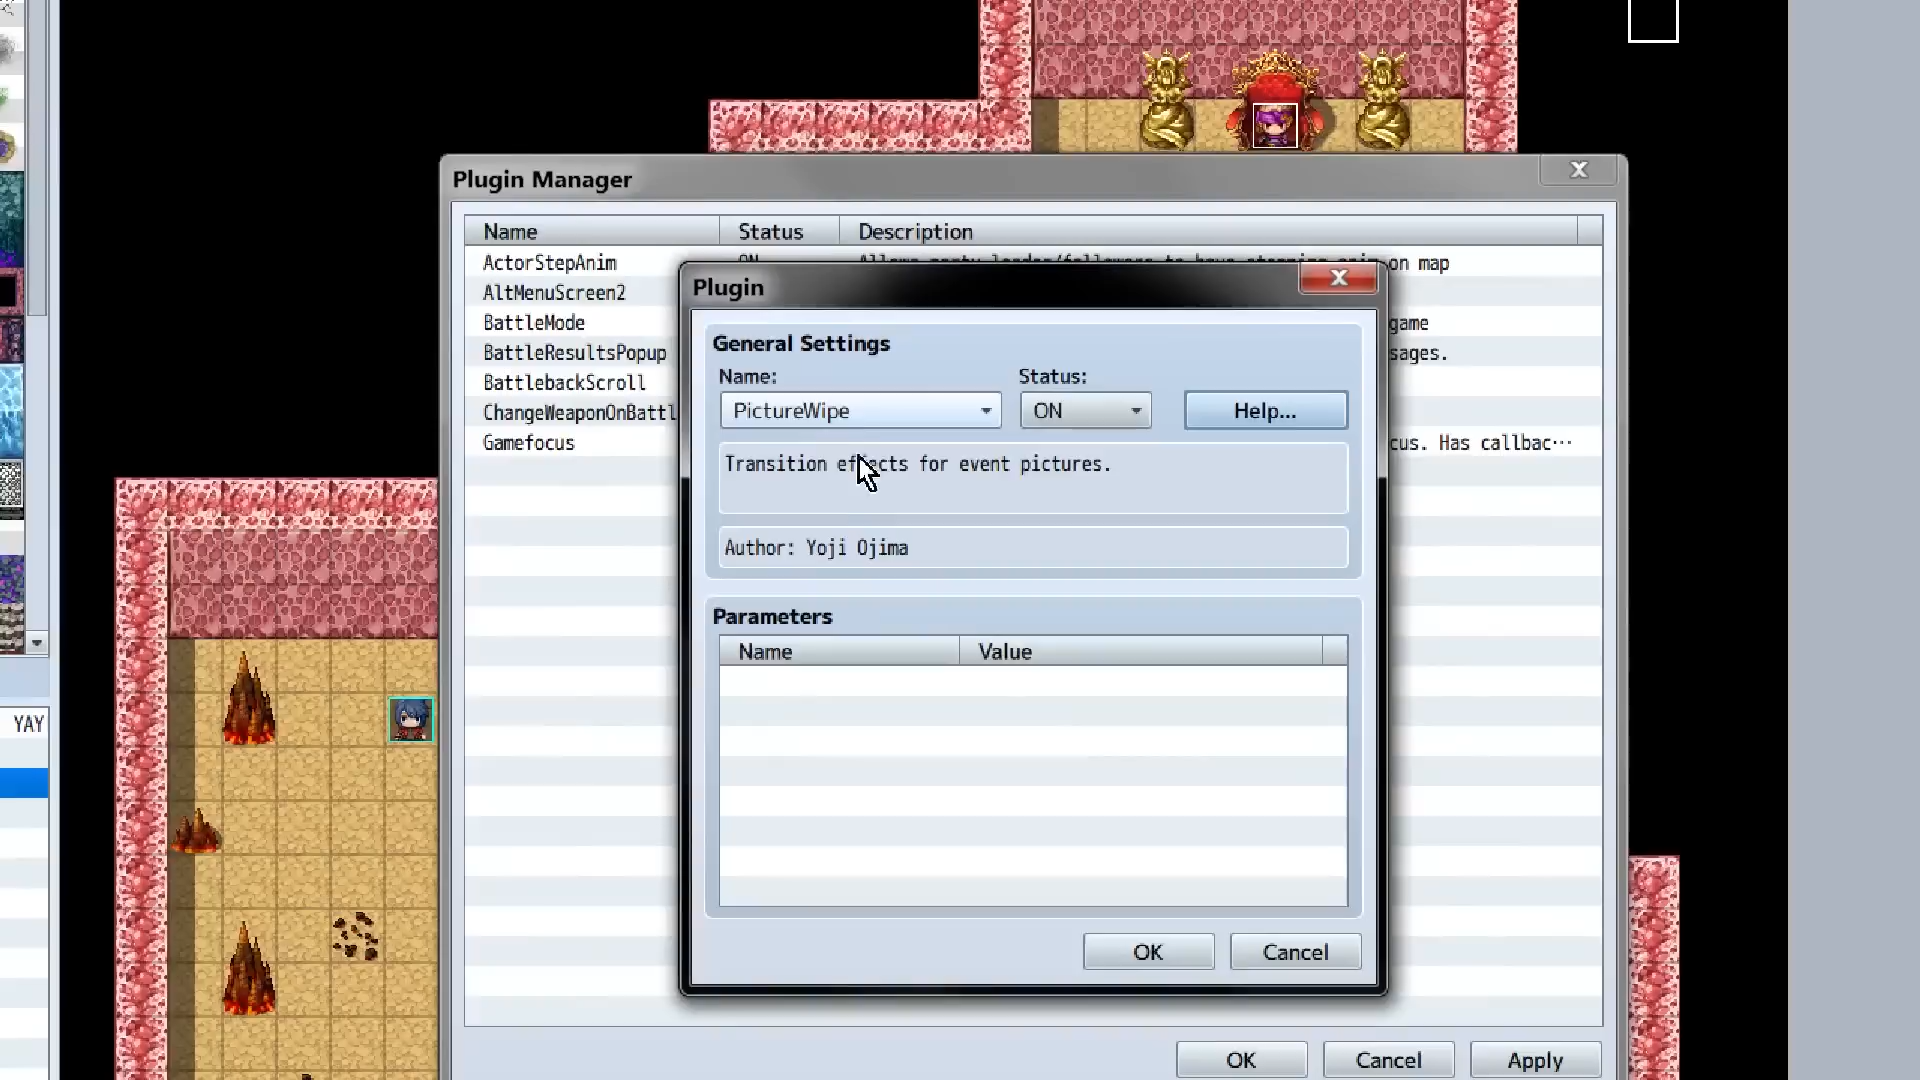 Plugin Manager
X
Name Status Description
ActorStepAnim on map
AltMenuScreen2
BattleMode game
BattleResultsPopup sages.
BattlebackScroll
ChangeWeaponOnBattl
Gamefocus cus. Has callbac…
Plugin
X
General Settings
Name: Status:
PictureWipe ON Help...
Transition effects for event pictures.
Author: Yoji Ojima
Parameters
Name Value
OK Cancel
OK Cancel Apply
YAY